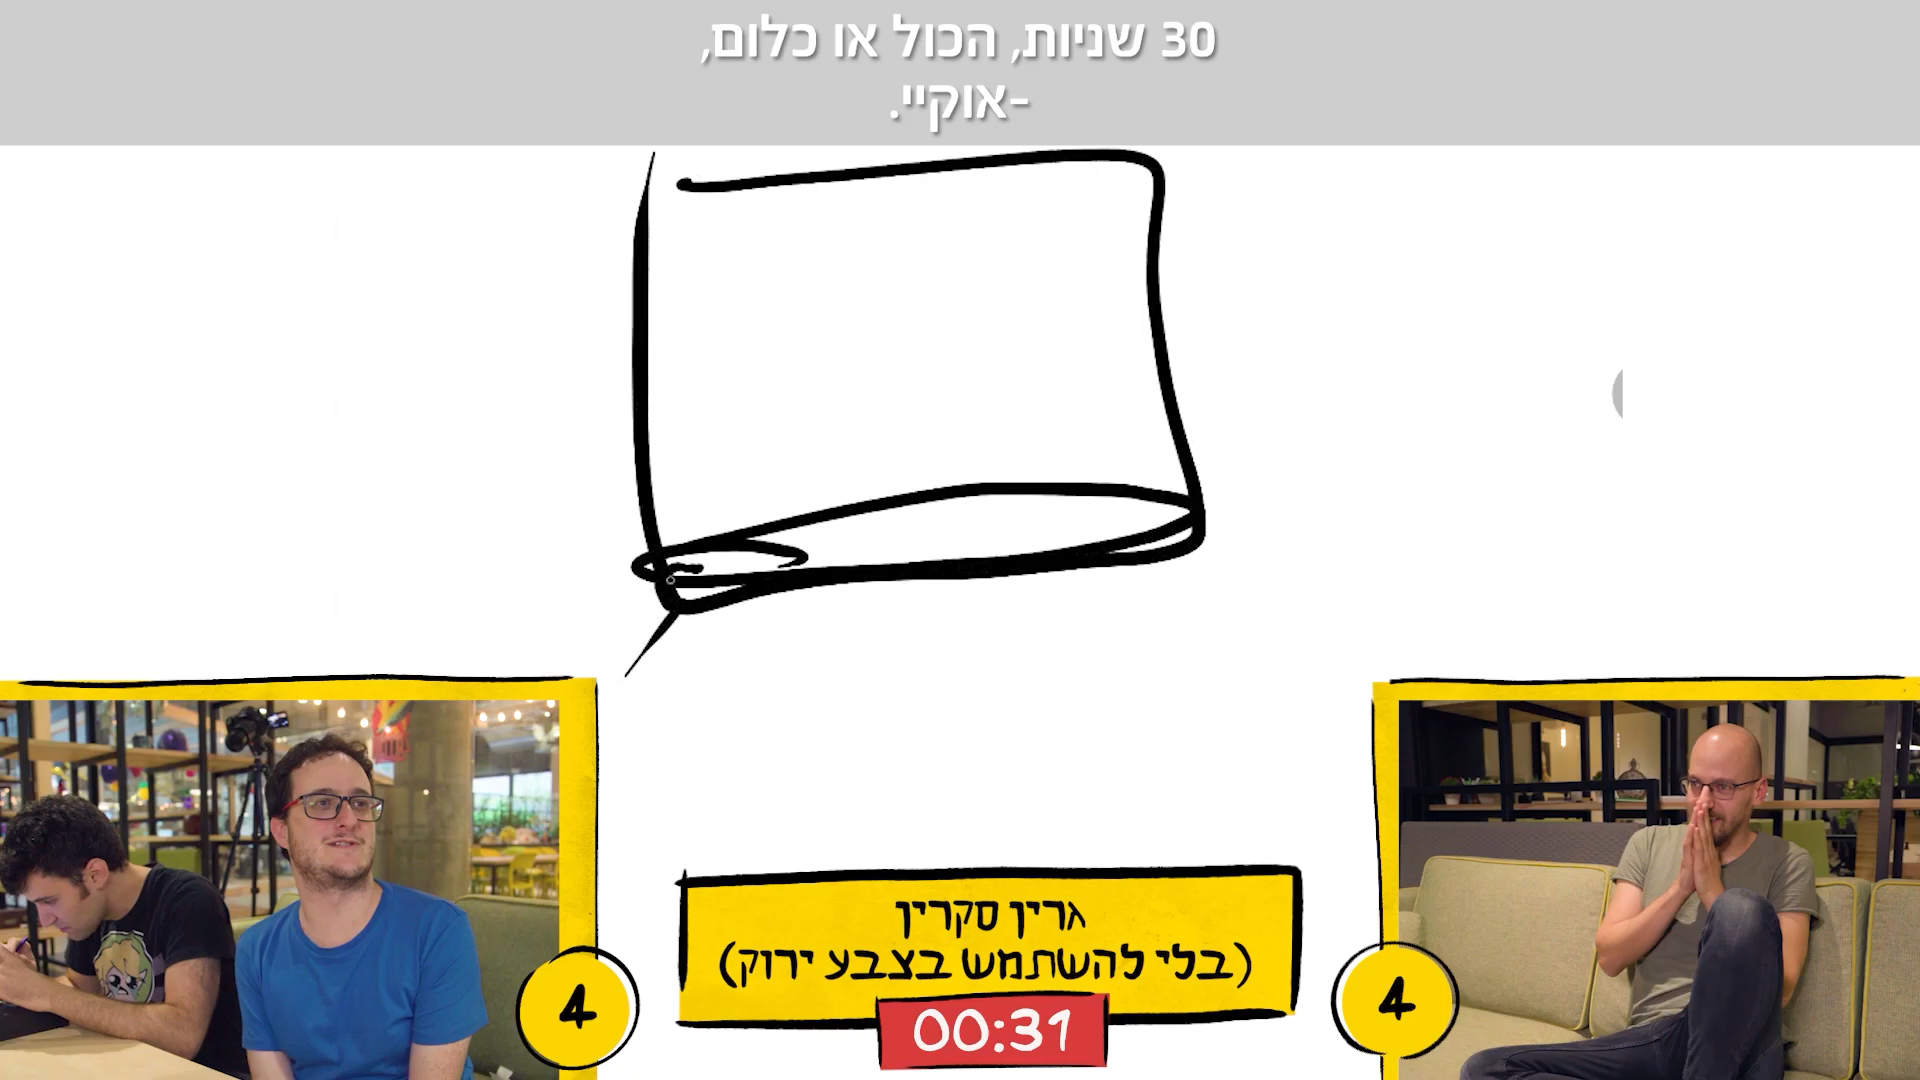 30 שניות, הכול או כלום,
-אוקיי.
גרין סקרין
(בלי להשתמש בצבע ירוק)
4
00:31
4